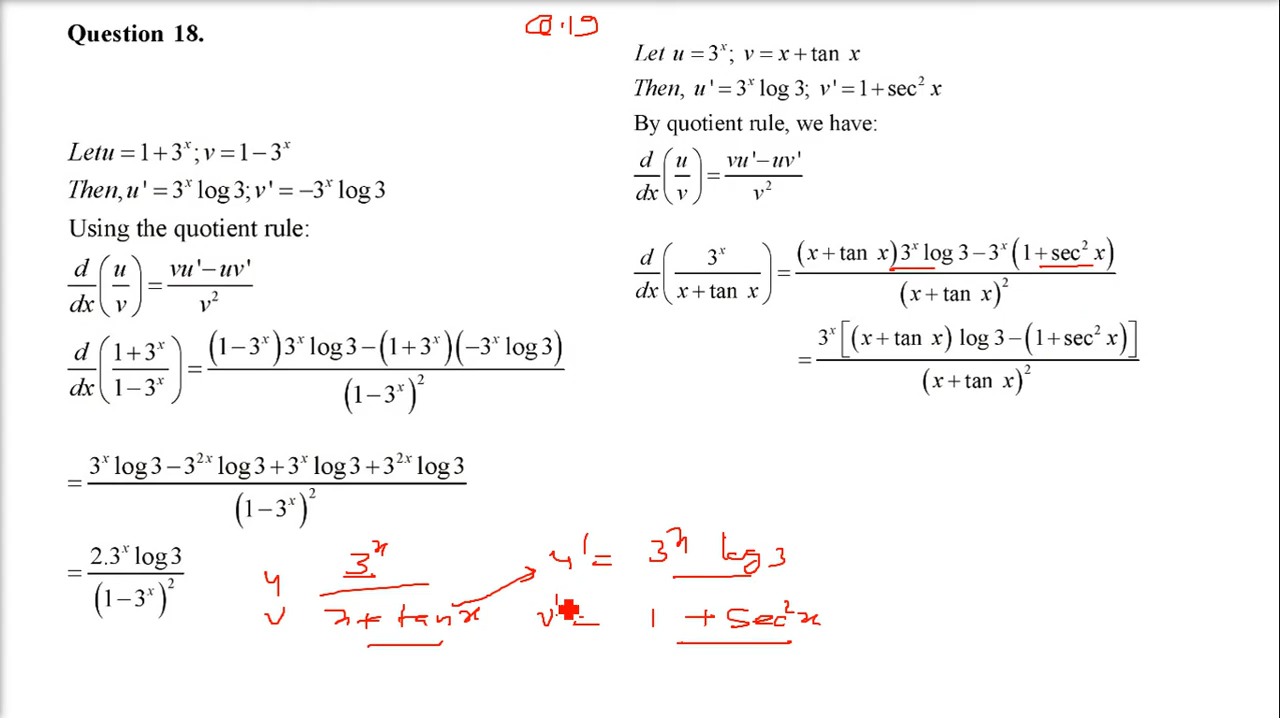 Question 18.
Let u = 1 + 3^x ; v = 1 − 3^x
Then, u' = 3^x log 3; v' = −3^x log 3
Using the quotient rule:
d/dx (u/v) = (vu' − uv')/v^2
d/dx ((1 + 3^x)/(1 − 3^x)) = ((1 − 3^x)3^x log 3 − (1 + 3^x)(−3^x log 3))/(1 − 3^x)^2
= (3^x log 3 − 3^{2x} log 3 + 3^x log 3 + 3^{2x} log 3)/(1 − 3^x)^2
= (2.3^x log 3)/(1 − 3^x)^2
Q.19
Let u = 3^x; v = x + tan x
Then, u' = 3^x log 3; v' = 1 + sec^2 x
By quotient rule, we have:
d/dx (u/v) = (vu' − uv')/v^2
d/dx (3^x/(x + tan x)) = ((x + tan x)3^x log 3 − 3^x(1 + sec^2 x))/(x + tan x)^2
= 3^x[(x + tan x) log 3 − (1 + sec^2 x)]/(x + tan x)^2
u 3^x u' = 3^x log 3
v x + tan x v' = 1 + sec^2 x